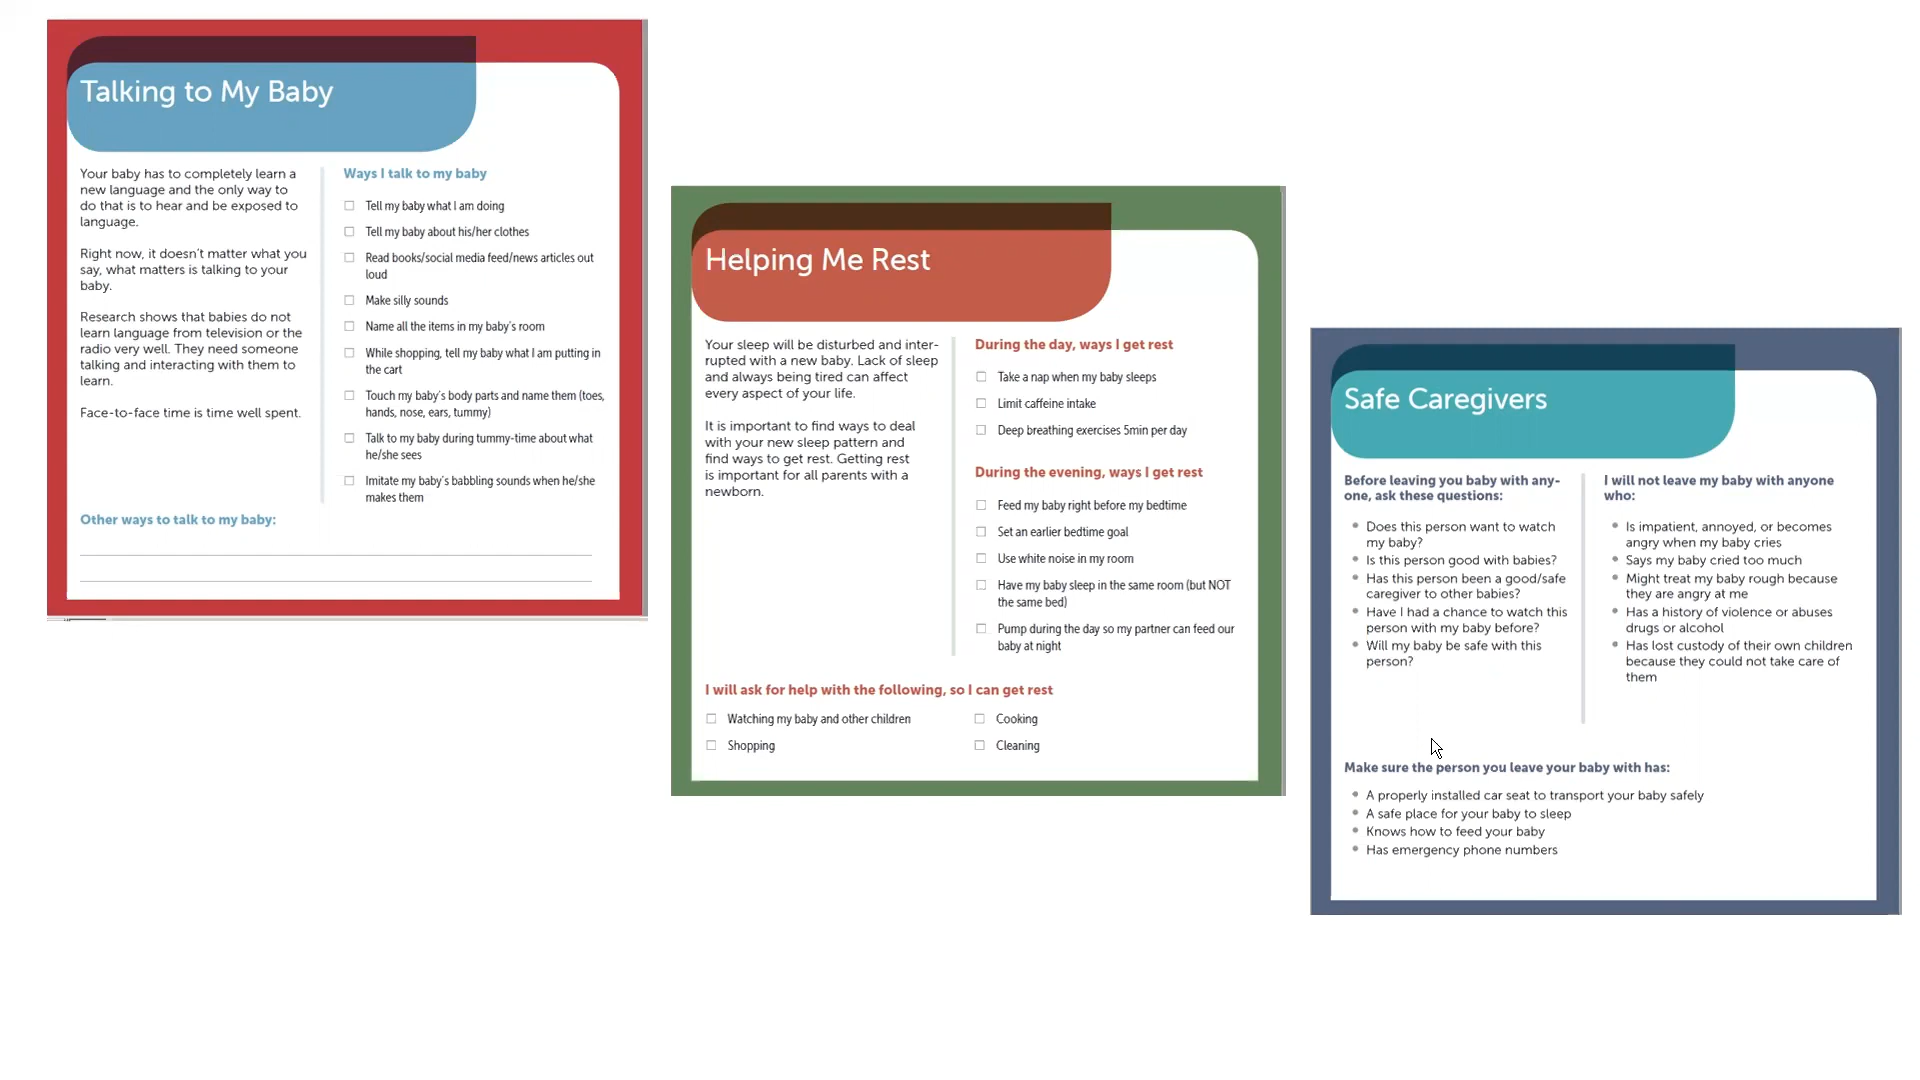 Talking to My Baby
Your baby has to completely learn a
new language and the only way to
do that is to hear and be exposed to
language.
Right now, it doesn't matter what you
say, what matters is talking to your
baby.
Research shows that babies do not
learn language from television or the
radio very well. They need someone
talking and interacting with them to
learn.
Face-to-face time is time well spent.
Ways I talk to my baby
Tell my baby what I am doing
Tell my baby about his/her clothes
Read books/social media feed/news articles out
loud
Make silly sounds
Name all the items in my baby's room
While shopping, tell my baby what I am putting in
the cart
Touch my baby's body parts and name them (toes,
hands, nose, ears, tummy)
Talk to my baby during tummy-time about what
he/she sees
Imitate my baby's babbling sounds when he/she
makes them
Other ways to talk to my baby:
Helping Me Rest
Your sleep will be disturbed and inter-
rupted with a new baby. Lack of sleep
and always being tired can affect
every aspect of your life.
It is important to find ways to deal
with your new sleep pattern and
find ways to get rest. Getting rest
is important for all parents with a
newborn.
During the day, ways I get rest
Take a nap when my baby sleeps
Limit caffeine intake
Deep breathing exercises 5min per day
During the evening, ways I get rest
Feed my baby right before my bedtime
Set an earlier bedtime goal
Use white noise in my room
Have my baby sleep in the same room (but NOT
the same bed)
Pump during the day so my partner can feed our
baby at night
I will ask for help with the following, so I can get rest
Watching my baby and other children
Shopping
Cooking
Cleaning
Safe Caregivers
Before leaving you baby with any-
one, ask these questions:
Does this person want to watch
my baby?
Is this person good with babies?
Has this person been a good/safe
caregiver to other babies?
Have I had a chance to watch this
person with my baby before?
Will my baby be safe with this
person?
I will not leave my baby with anyone
who:
Is impatient, annoyed, or becomes
angry when my baby cries
Says my baby cried too much
Might treat my baby rough because
they are angry at me
Has a history of violence or abuses
drugs or alcohol
Has lost custody of their own children
because they could not take care of
them
Make sure the person you leave your baby with has:
A properly installed car seat to transport your baby safely
A safe place for your baby to sleep
Knows how to feed your baby
Has emergency phone numbers